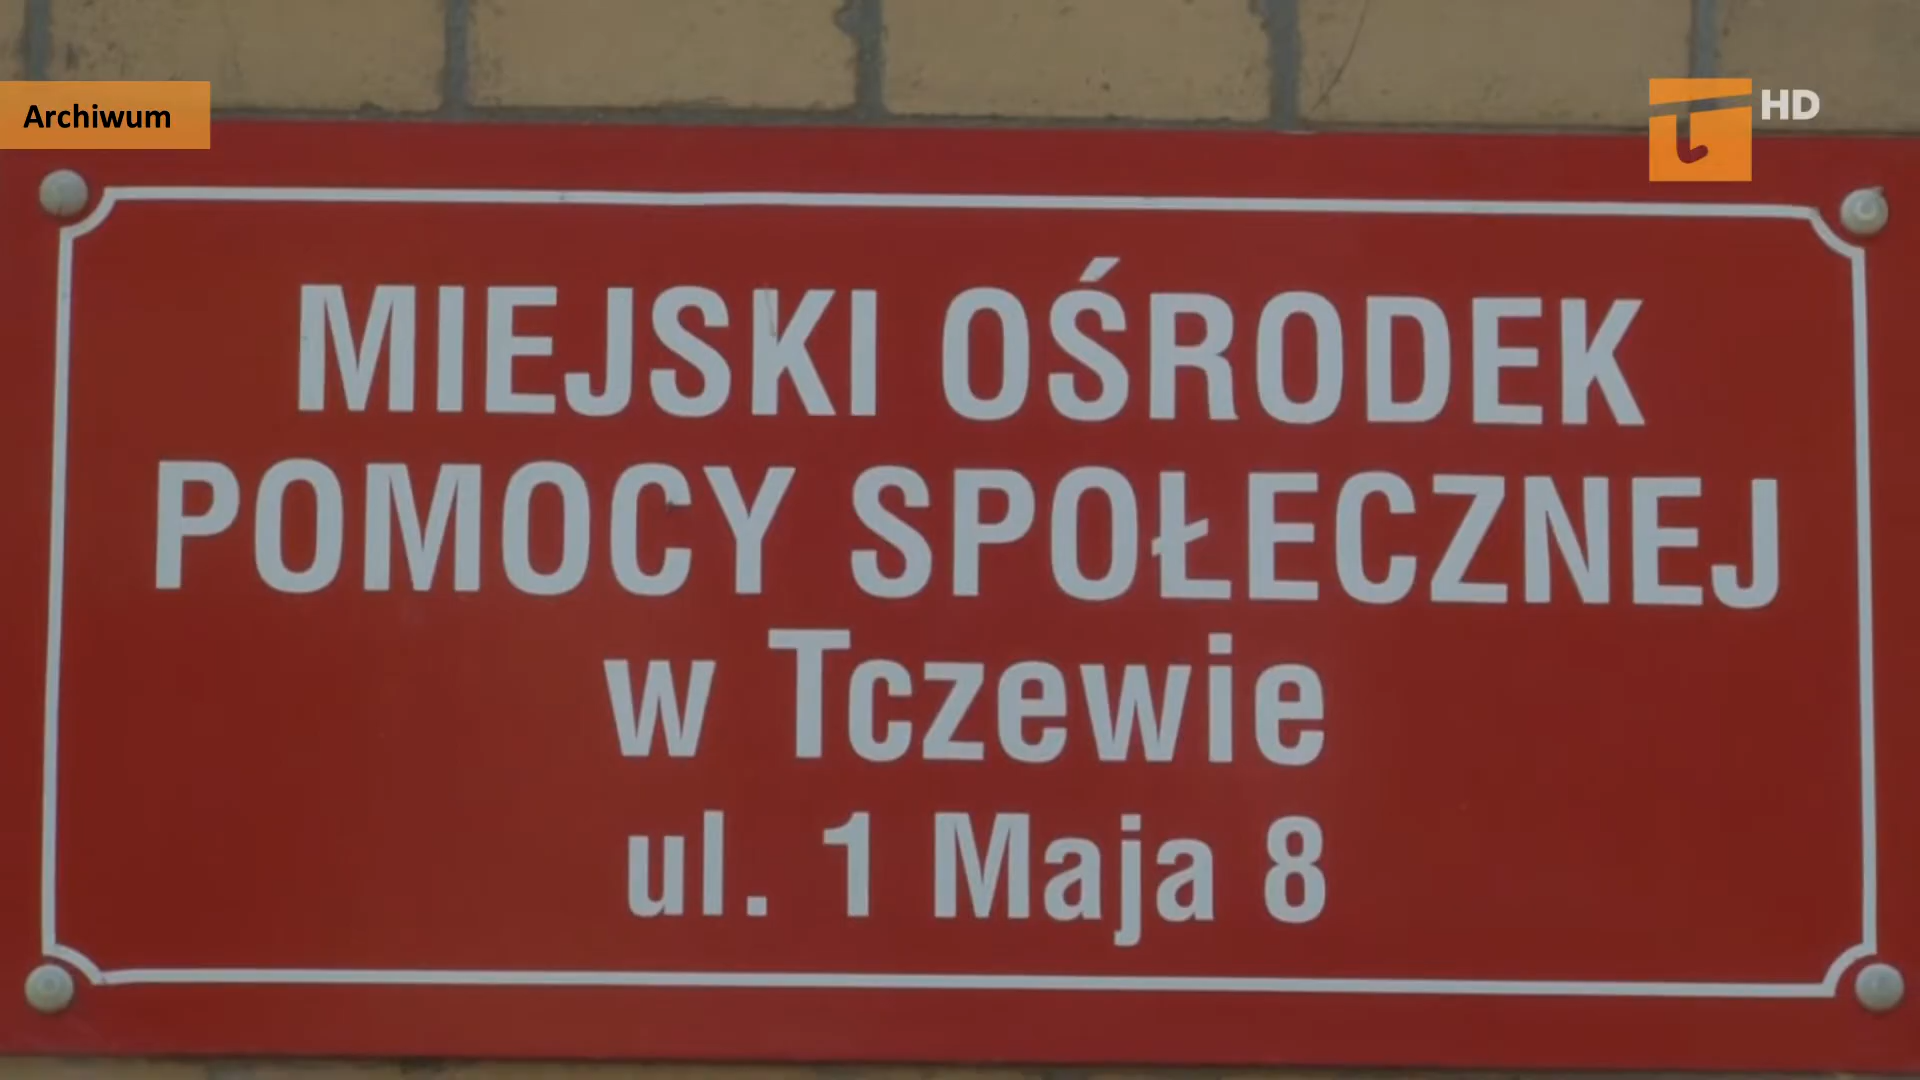 Archiwum
HD
MIEJSKI OŚRODEK
POMOCY SPOŁECZNEJ
w Tczewie
ul. 1 Maja 8